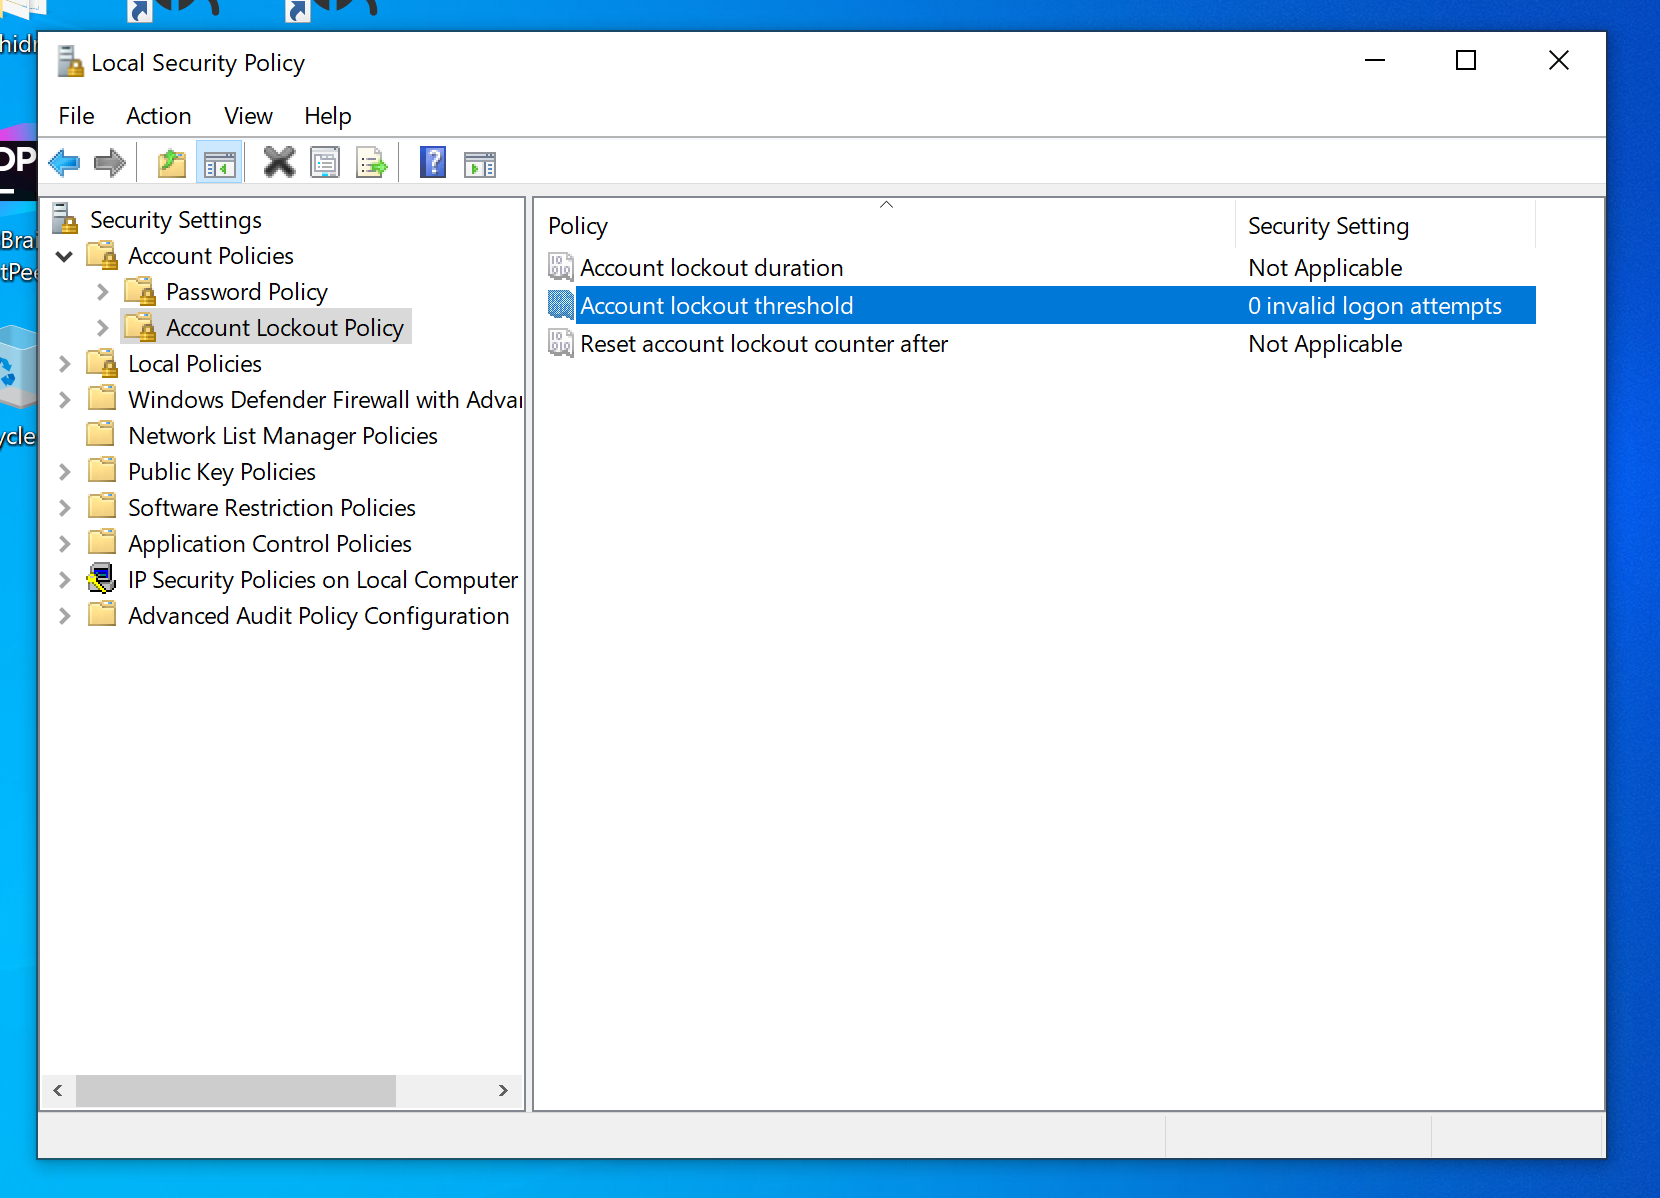 hidr
Local Security Policy
File Action View Help
DP
Bra
tPe
ycle
Security Settings
Account Policies
Password Policy
Account Lockout Policy
Local Policies
Windows Defender Firewall with Adva
Network List Manager Policies
Public Key Policies
Software Restriction Policies
Application Control Policies
IP Security Policies on Local Computer
Advanced Audit Policy Configuration
Policy Security Setting
Account lockout duration Not Applicable
Account lockout threshold 0 invalid logon attempts
Reset account lockout counter after Not Applicable